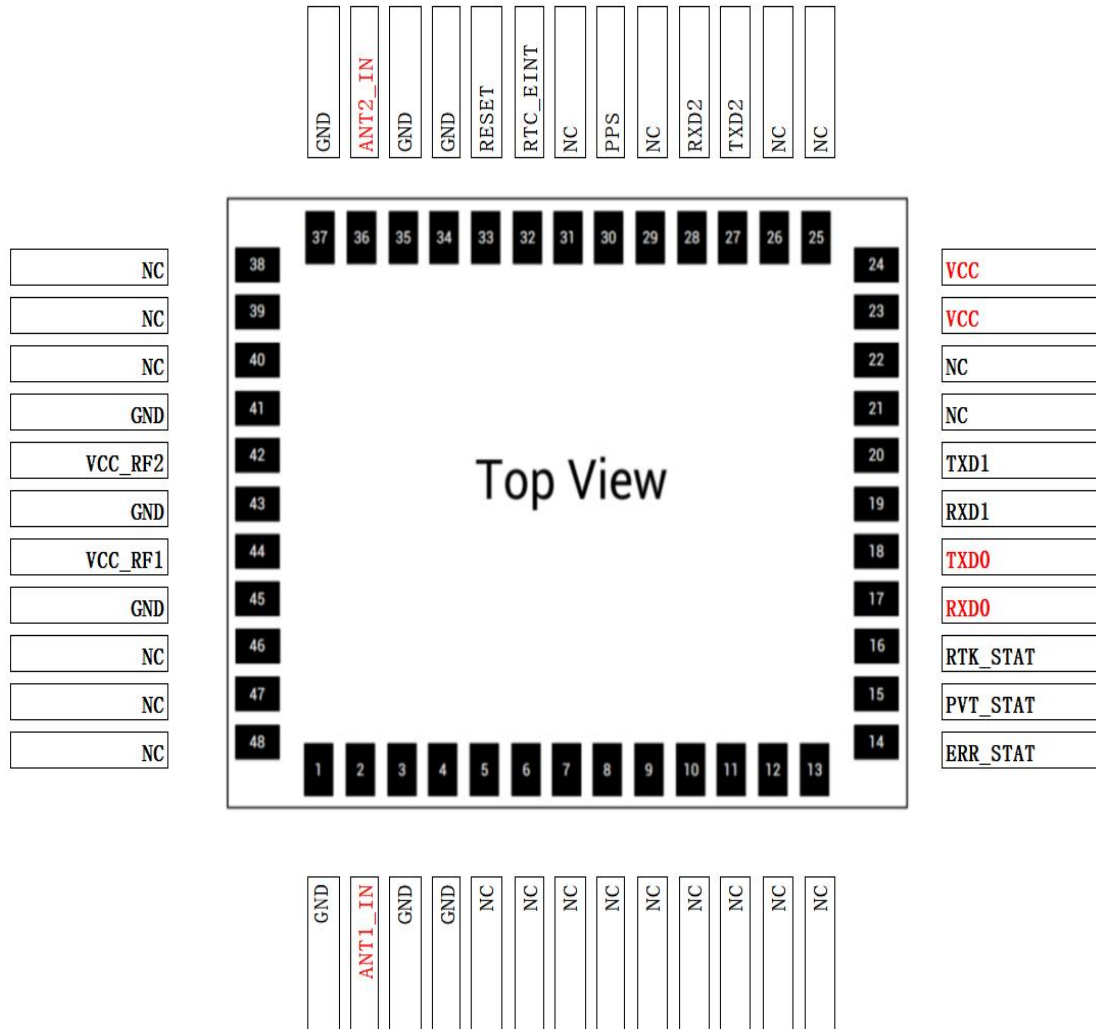 GND ANT2_IN GND GND RESET RTC_EINT NC PPS NC RXD2 TXD2 NC NC
37 36 35 34 33 32 31 30 29 28 27 26 25
NC 38 24 VCC
NC 39 23 VCC
NC 40 22 NC
GND 41 21 NC
VCC_RF2 42 20 TXD1
Top View
GND 43 19 RXD1
VCC_RF1 44 18 TXD0
GND 45 17 RXD0
NC 46 16 RTK_STAT
NC 47 15 PVT_STAT
NC 48 14 ERR_STAT
1 2 3 4 5 6 7 8 9 10 11 12 13
GND ANT1_IN GND GND NC NC NC NC NC NC NC NC NC